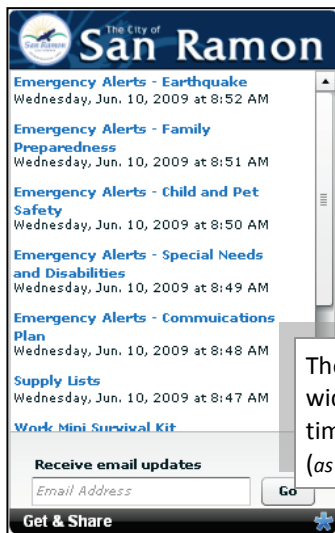 The City of
San Ramon
San Ramon
Emergency Alerts - Earthquake
Wednesday, Jun. 10, 2009 at 8:52 AM
Emergency Alerts - Family
Preparedness
Wednesday, Jun. 10, 2009 at 8:51 AM
Emergency Alerts - Child and Pet
Safety
Wednesday, Jun. 10, 2009 at 8:50 AM
Emergency Alerts - Special Needs
and Disabilities
Wednesday, Jun. 10, 2009 at 8:49 AM
Emergency Alerts - Commuications
Plan
Wednesday, Jun. 10, 2009 at 8:48 AM
Supply Lists
Wednesday, Jun. 10, 2009 at 8:47 AM
Work Mini Survival Kit
Receive email updates
Email Address
Go
Get & Share
(as